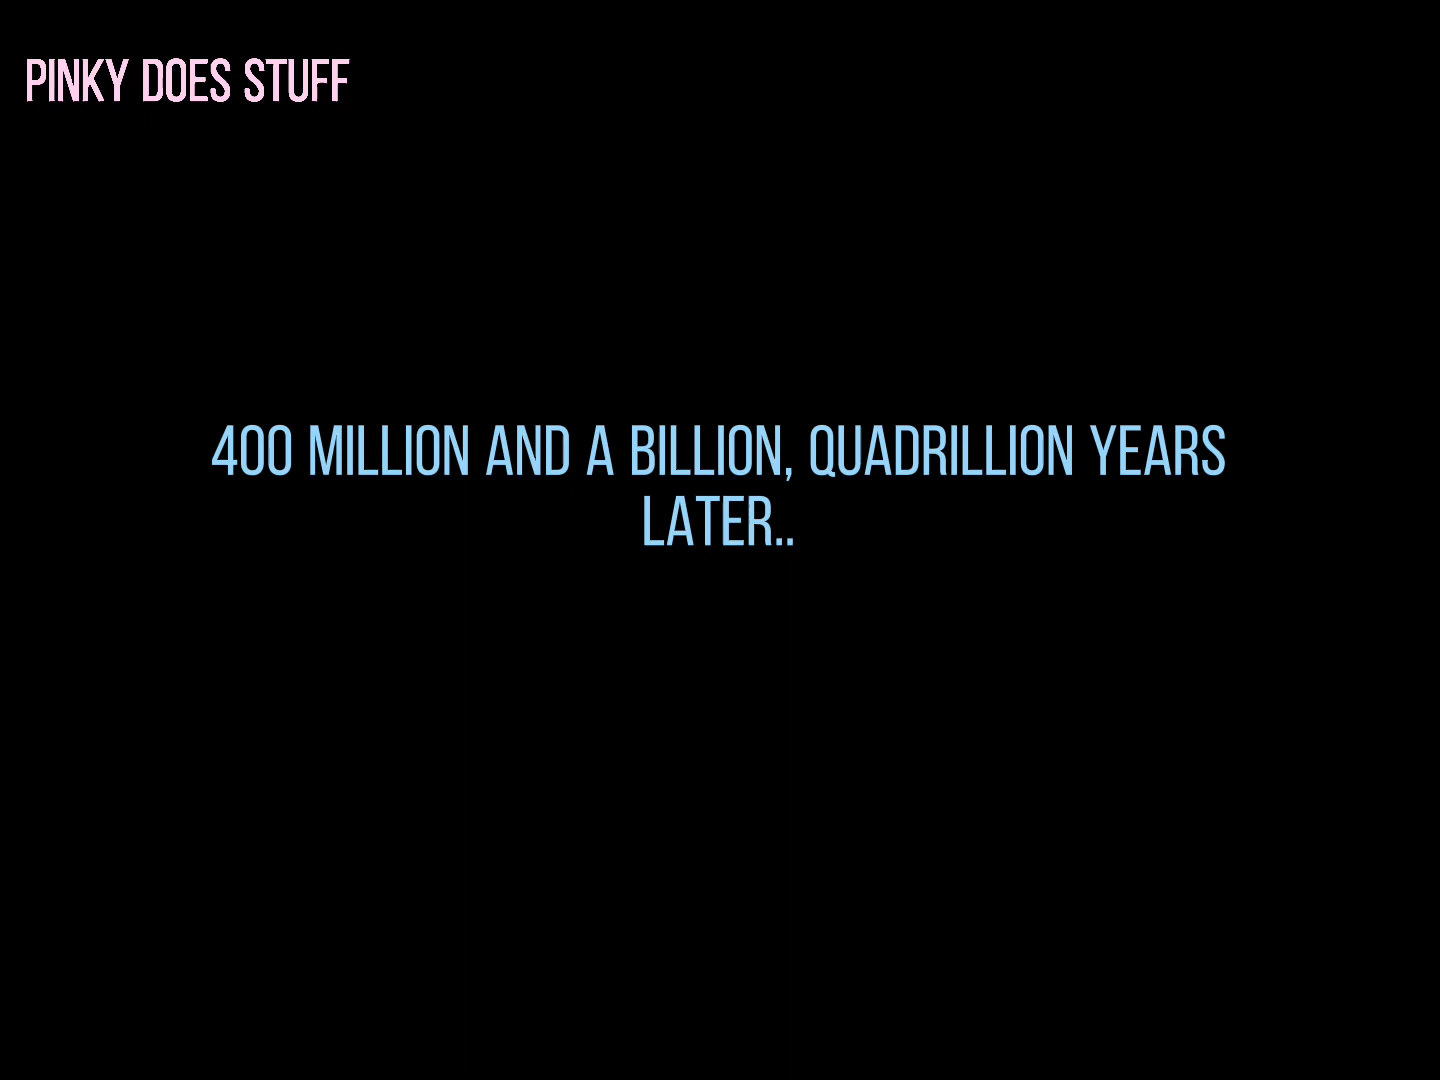 PINKY DOES STUFF
400 MILLION AND A BILLION, QUADRILLION YEARS
LATER..